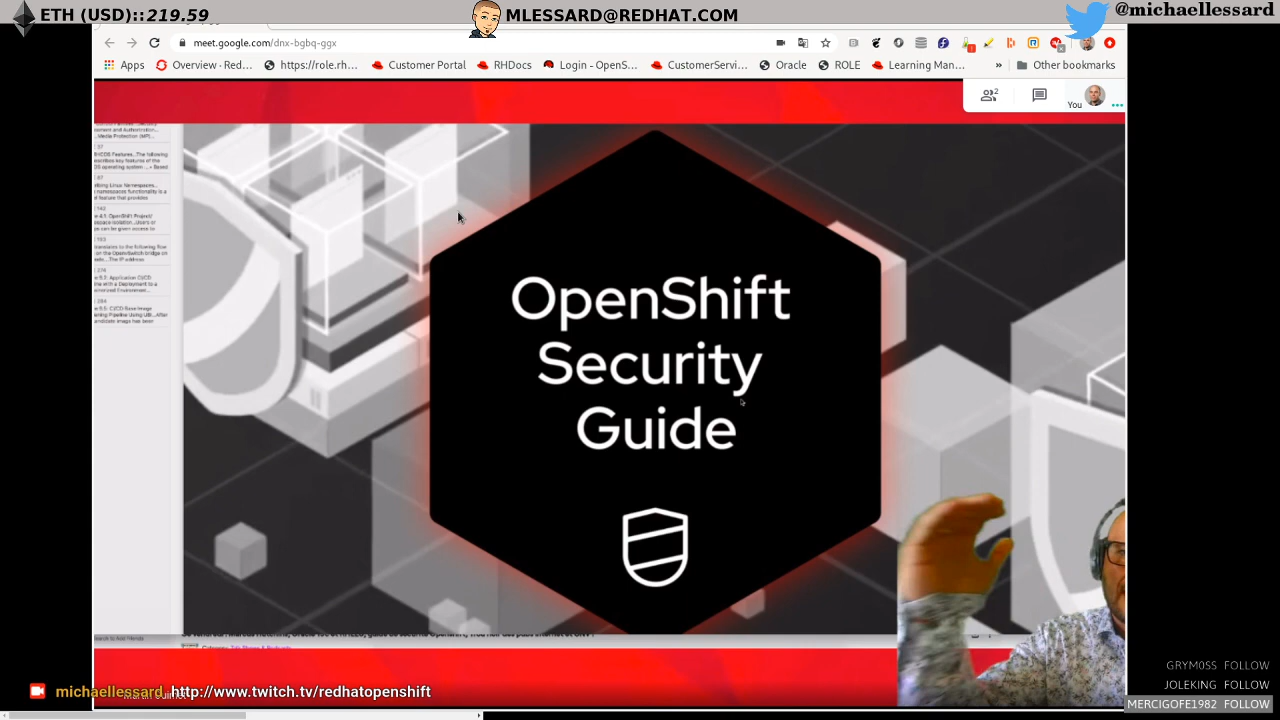 ETH (USD)::219.59
MLESSARD@REDHAT.COM
@michaellessard
meet.google.com/dnx-bgbq-ggx
Apps
Overview · Red…
https://role.rh…
Customer Portal
RHDocs
Login - OpenS…
CustomerServi…
Oracle
ROLE
Learning Man…
»
Other bookmarks
2
You
OpenShift
Security
Guide
GRYM0SS FOLLOW
JOLEKING FOLLOW
MERCIGOFE1982 FOLLOW
michaellessard http://www.twitch.tv/redhatopenshift